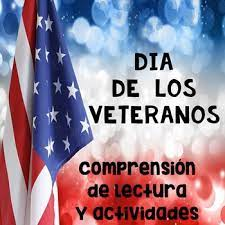 DIA
DE LOS
VETERANOS
Comprensión
de lectura
y actividades